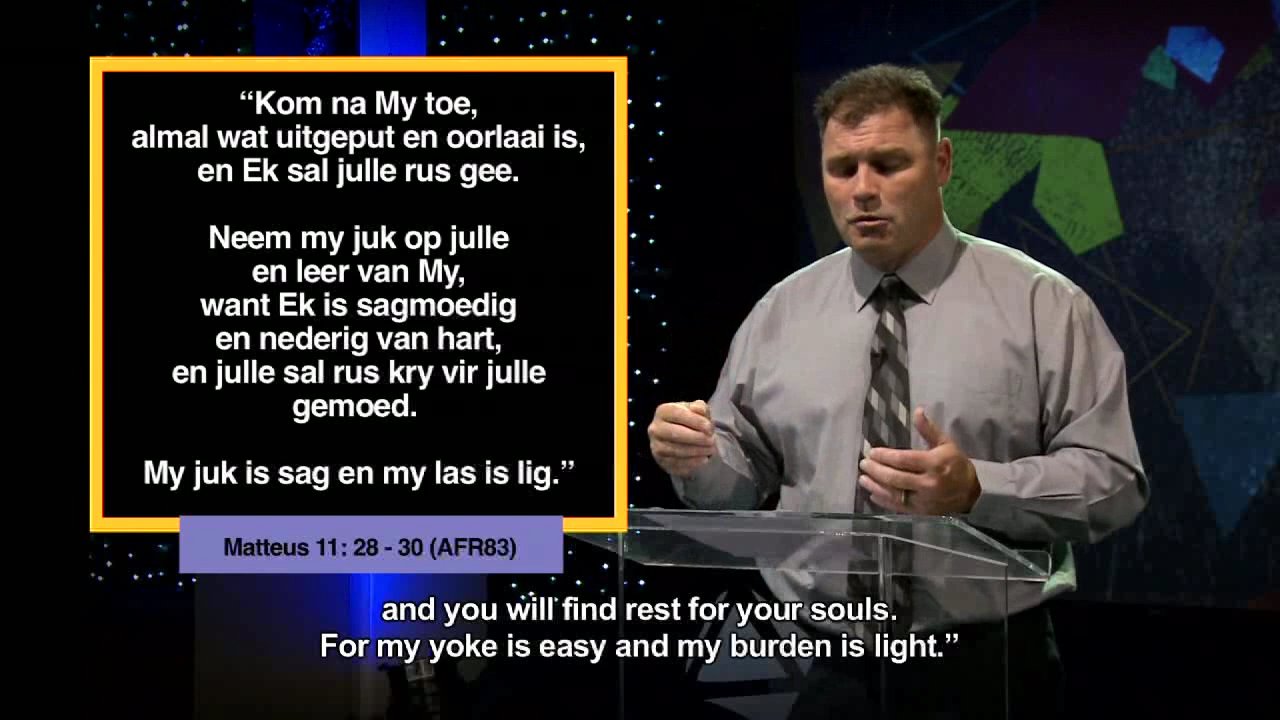 “Kom na My toe,
almal wat uitgeput en oorlaai is,
en Ek sal julle rus gee.
Neem my juk op julle
en leer van My,
want Ek is sagmoedig
en nederig van hart,
en julle sal rus kry vir julle
gemoed.
My juk is sag en my las is lig.”
Matteus 11: 28 - 30 (AFR83)
and you will find rest for your souls.
For my yoke is easy and my burden is light.”